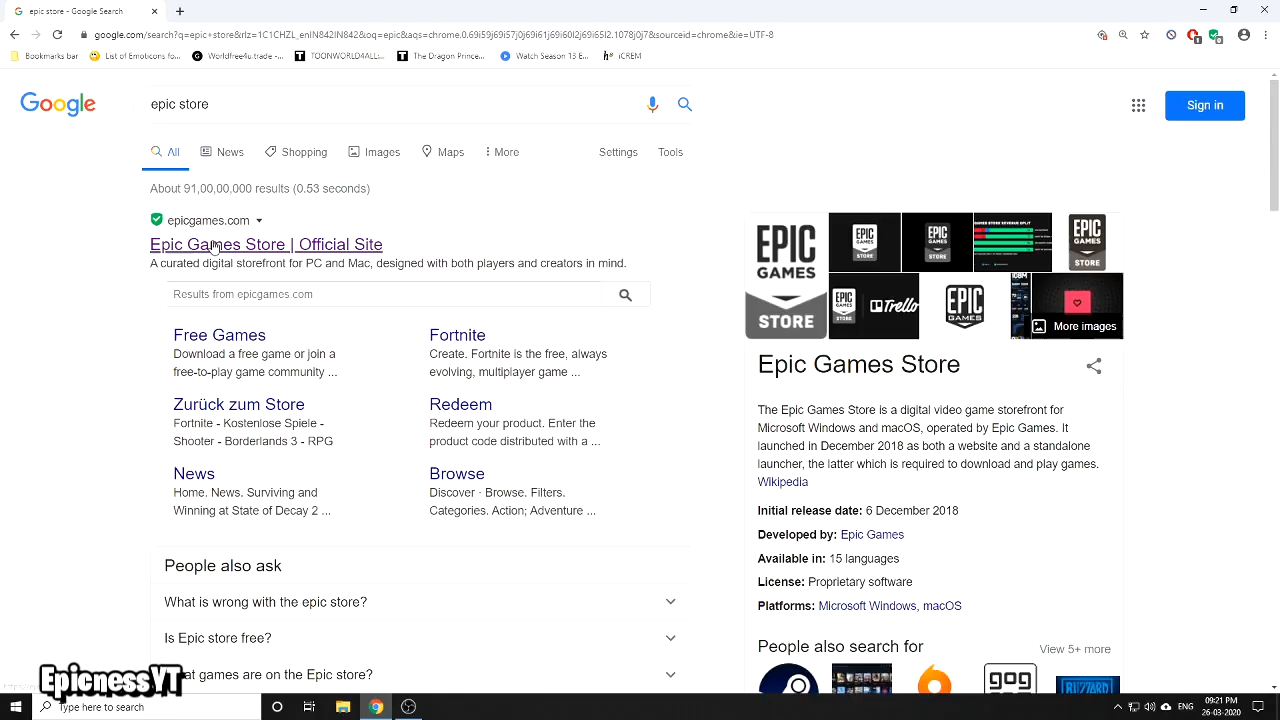 epic store - Google Search
google.com/search?q=epic+store&rlz=1C1CHZL_enIN842IN842&oq=epic&aqs=chrome.0.69i59j69i57j0j69i61j69i60l2j69i65l2.1078j0j7&sourceid=chrome&ie=UTF-8
Bookmarks bar
List of Emoticons fo...
Worldfree4u.trade -...
TOONWORLD4ALL:...
The Dragon Prince...
Watch Season 13 E...
iCREM
Google
epic store
Sign in
All
News
Shopping
Images
Maps
More
Settings
Tools
About 91,00,00,000 results (0.53 seconds)
epicgames.com
Epic Games Store | Official Site
A curated digital designed with both players and creators in mind.
Results from epicgames.com
Free Games
Download a free game or join a
free-to-play game community ...
Fortnite
Create. Fortnite is the free, always
evolving, multiplayer game ...
Zurück zum Store
Fortnite - Kostenlose Spiele -
Shooter - Borderlands 3 - RPG
Redeem
Redeem your product. Enter the
product code distributed with a ...
News
Home. News. Surviving and
Winning at State of Decay 2 ...
Browse
Discover · Browse. Filters.
Categories. Action; Adventure ...
People also ask
What is wrong with the epic store?
Is Epic store free?
at games are on the Epic store?
EPIC
GAMES
STORE
EPIC
GAMES
STORE
Trello
EPIC
GAMES
More images
Epic Games Store
The Epic Games Store is a digital video game storefront for
Microsoft Windows and macOS, operated by Epic Games. It
launched in December 2018 as both a website and a standalone
launcher, the latter which is required to download and play games.
Wikipedia
Initial release date: 6 December 2018
Developed by: Epic Games
Available in: 15 languages
License: Proprietary software
Platforms: Microsoft Windows, macOS
People also search for
View 5+ more
gog
BLIZZARD
EpicnessYT
Type here to search
ENG
09:21 PM
26-03-2020